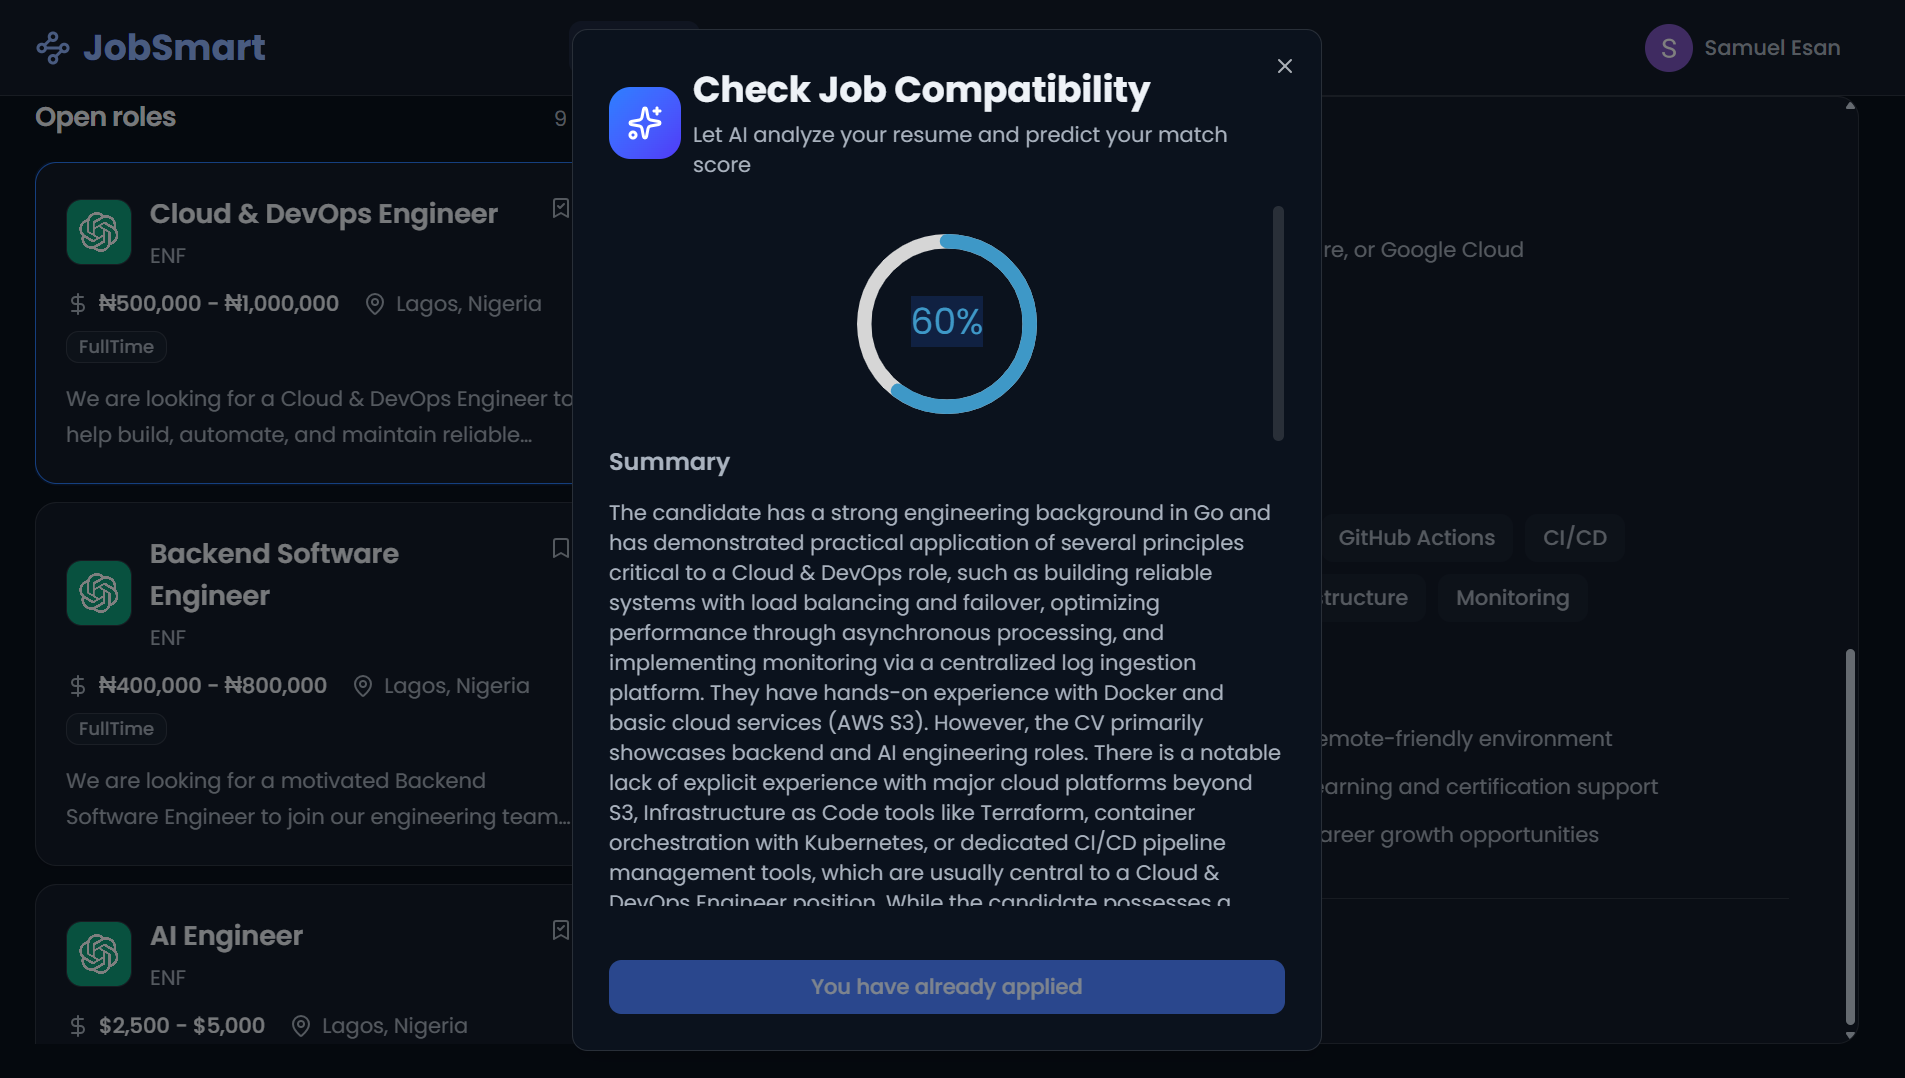 JobSmart
S
Samuel Esan
Open roles
9
Cloud & DevOps Engineer
ENF
₦500,000 - ₦1,000,000
Lagos, Nigeria
FullTime
We are looking for a Cloud & DevOps Engineer to
help build, automate, and maintain reliable...
Backend Software
Engineer
ENF
₦400,000 - ₦800,000
Lagos, Nigeria
FullTime
We are looking for a motivated Backend
Software Engineer to join our engineering team...
AI Engineer
ENF
$2,500 - $5,000
Lagos, Nigeria
Check Job Compatibility
Let AI analyze your resume and predict your match
score
60%
Summary
The candidate has a strong engineering background in Go and
has demonstrated practical application of several principles
critical to a Cloud & DevOps role, such as building reliable
systems with load balancing and failover, optimizing
performance through asynchronous processing, and
implementing monitoring via a centralized log ingestion
platform. They have hands-on experience with Docker and
basic cloud services (AWS S3). However, the CV primarily
showcases backend and AI engineering roles. There is a notable
lack of explicit experience with major cloud platforms beyond
S3, Infrastructure as Code tools like Terraform, container
orchestration with Kubernetes, or dedicated CI/CD pipeline
management tools, which are usually central to a Cloud &
DevOps Engineer position. While the candidate possesses a
You have already applied
re, or Google Cloud
GitHub Actions
CI/CD
structure
Monitoring
emote-friendly environment
earning and certification support
areer growth opportunities